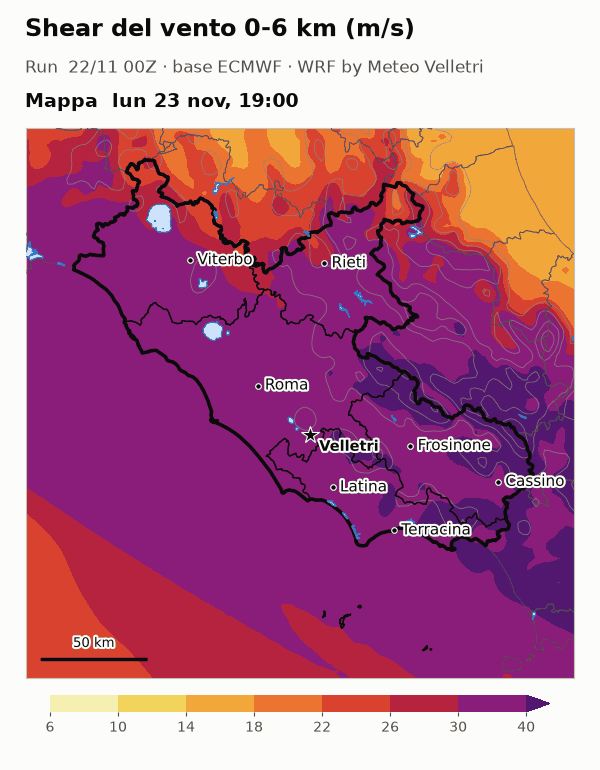 Shear del vento 0-6 km (m/s)
Run  22/11 00Z · base ECMWF · WRF by Meteo Velletri
Mappa  lun 23 nov, 19:00
Viterbo
Rieti
Roma
Velletri
Frosinone
Cassino
Latina
Terracina
50 km
6 10 14 18 22 26 30 40